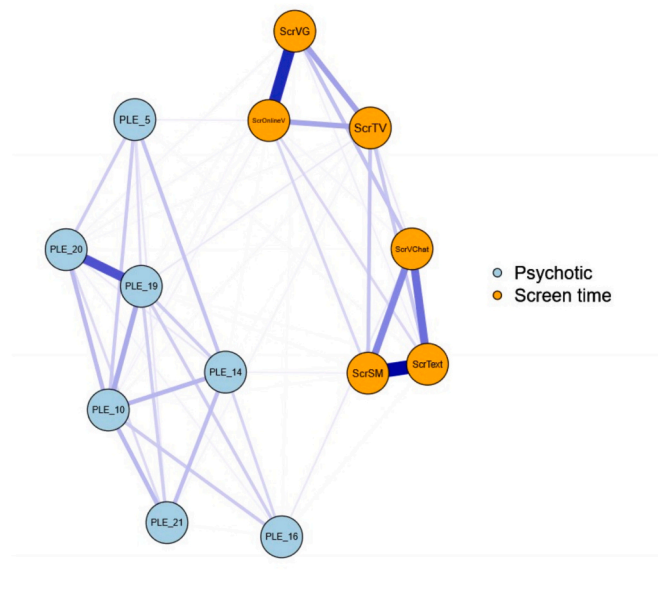 ScrVG
PLE_5
ScrOnlineV
ScrTV
PLE_20
ScrVChat
PLE_19
Psychotic
Screen time
PLE_14
ScrSM
ScrText
PLE_10
PLE_21
PLE_16